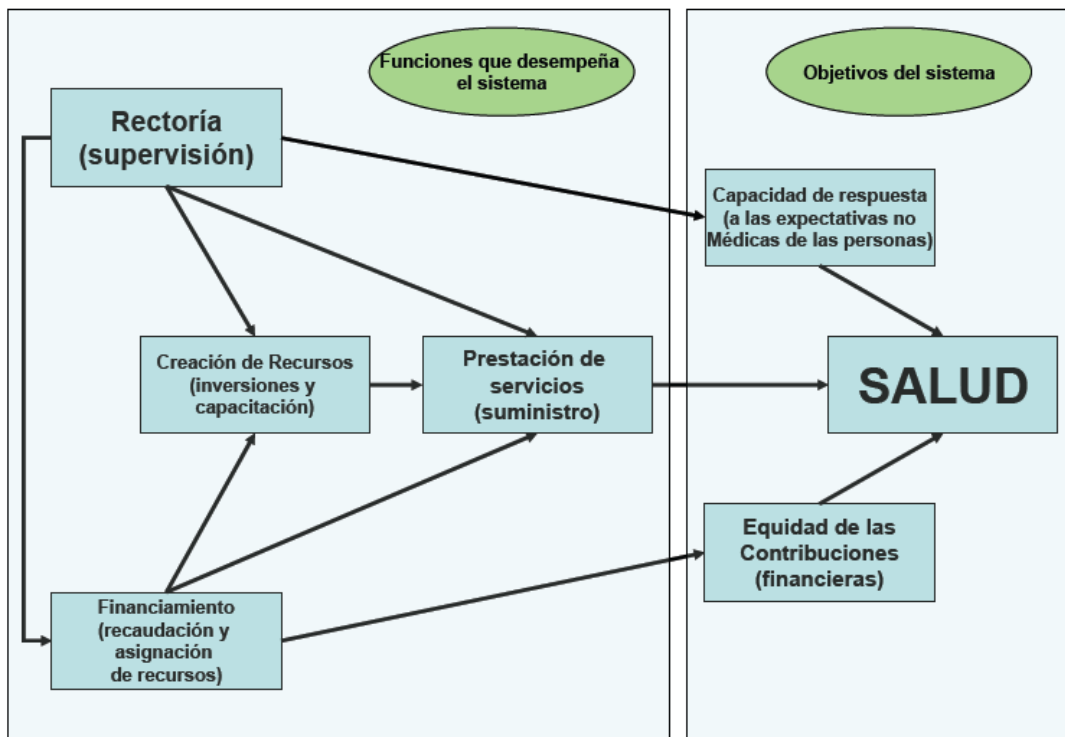 Funciones que desempeña
el sistema
Objetivos del sistema
Rectoría
(supervisión)
Capacidad de respuesta
(a las expectativas no
Médicas de las personas)
Creación de Recursos
(inversiones y
capacitación)
Prestación de
servicios
(suministro)
SALUD
Equidad de las
Contribuciones
(financieras)
Financiamiento
(recaudación y
asignación
de recursos)